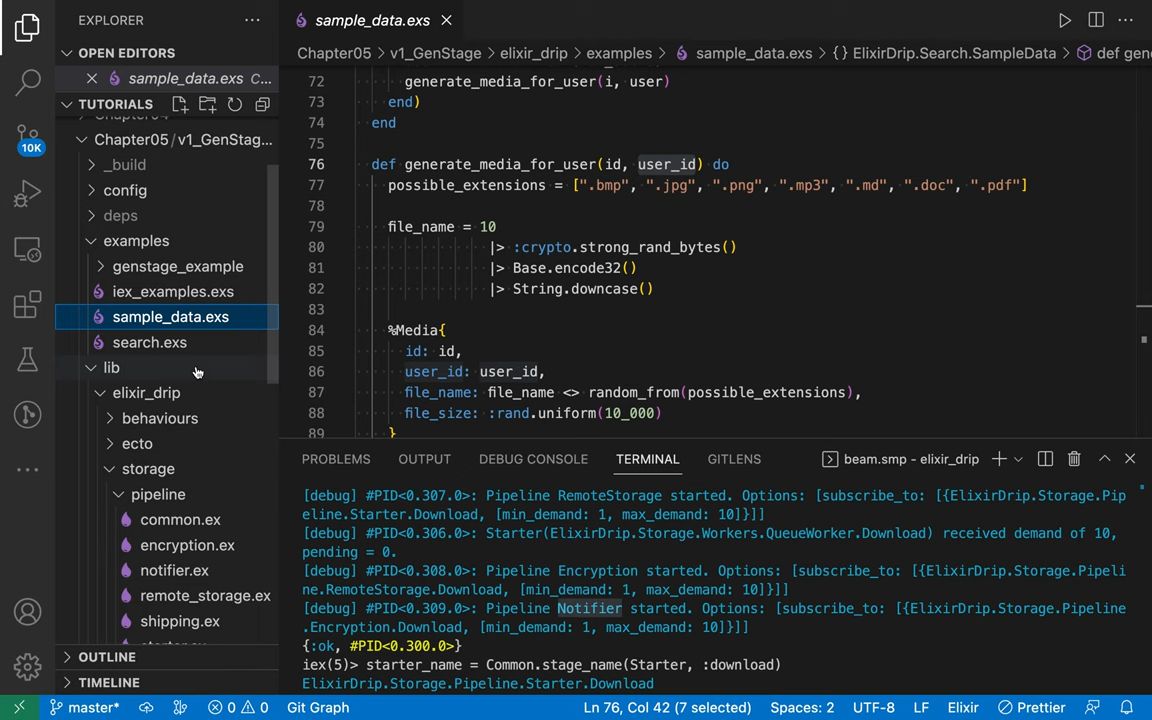 EXPLORER
OPEN EDITORS
sample_data.exs C...
TUTORIALS
Chapter04
Chapter05/v1_GenStag...
_build
config
deps
examples
genstage_example
iex_examples.exs
sample_data.exs
search.exs
lib
elixir_drip
behaviours
ecto
storage
pipeline
common.ex
encryption.ex
notifier.ex
remote_storage.ex
shipping.ex
OUTLINE
TIMELINE
10K
sample_data.exs
Chapter05 > v1_GenStage > elixir_drip > examples > sample_data.exs > {} ElixirDrip.Search.SampleData > def gene
72 generate_media_for_user(i, user)
73 end)
74 end
75
76 def generate_media_for_user(id, user_id) do
77 possible_extensions = [".bmp", ".jpg", ".png", ".mp3", ".md", ".doc", ".pdf"]
78
79 file_name = 10
80 |> :crypto.strong_rand_bytes()
81 |> Base.encode32()
82 |> String.downcase()
83
84 %Media{
85 id: id,
86 user_id: user_id,
87 file_name: file_name <> random_from(possible_extensions),
88 file_size: :rand.uniform(10_000)
89 }
PROBLEMS OUTPUT DEBUG CONSOLE TERMINAL GITLENS beam.smp - elixir_drip
[debug] #PID<0.307.0>: Pipeline RemoteStorage started. Options: [subscribe_to: [{ElixirDrip.Storage.Pip
eline.Starter.Download, [min_demand: 1, max_demand: 10]}]]
[debug] #PID<0.306.0>: Starter(ElixirDrip.Storage.Workers.QueueWorker.Download) received demand of 10,
pending = 0.
[debug] #PID<0.308.0>: Pipeline Encryption started. Options: [subscribe_to: [{ElixirDrip.Storage.Pipeli
ne.RemoteStorage.Download, [min_demand: 1, max_demand: 10]}]]
[debug] #PID<0.309.0>: Pipeline Notifier started. Options: [subscribe_to: [{ElixirDrip.Storage.Pipeline
.Encryption.Download, [min_demand: 1, max_demand: 10]}]]
{:ok, #PID<0.300.0>}
iex(5)> starter_name = Common.stage_name(Starter, :download)
ElixirDrip.Storage.Pipeline.Starter.Download
master* 0 0 Git Graph Ln 76, Col 42 (7 selected) Spaces: 2 UTF-8 LF Elixir Prettier